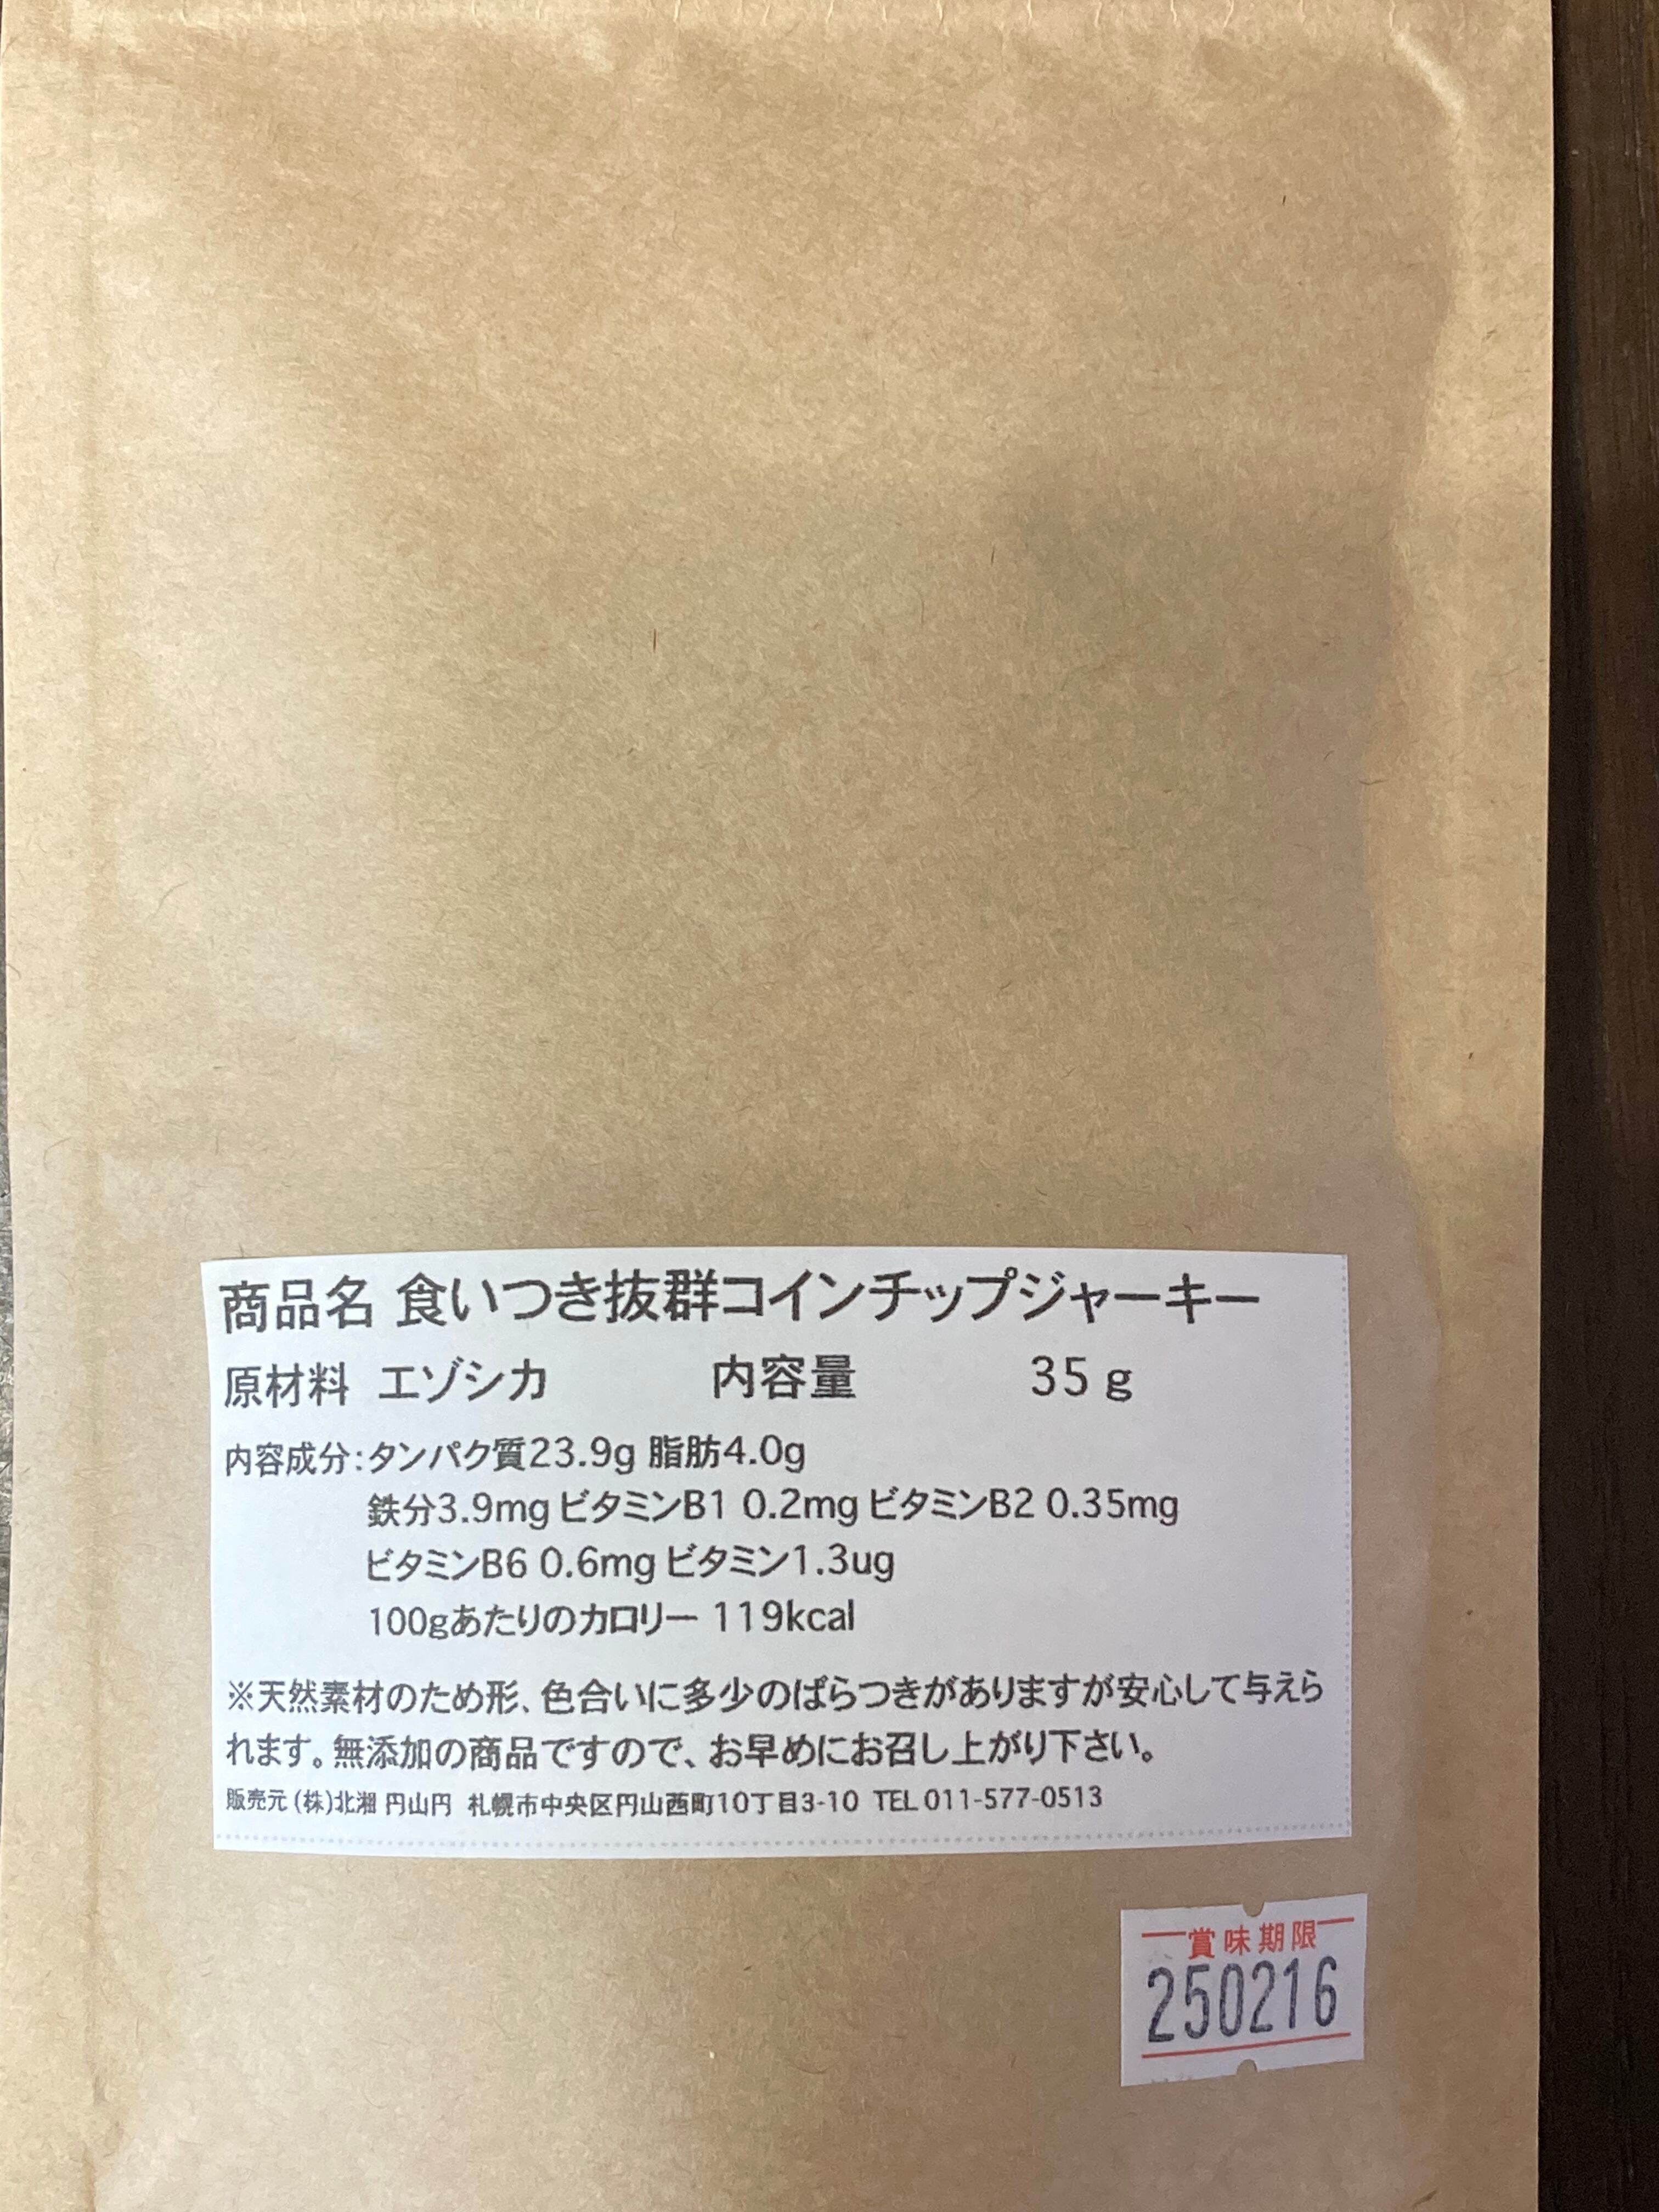 商品名 食いつき抜群コインチップジャーキー
原材料 エゾシカ 内容量 35g
内容成分:タンパク質23.9g 脂肪4.0g
鉄分3.9mg ビタミンB1 0.2mg ビタミンB2 0.35mg
ビタミンB6 0.6mg ビタミン1.3ug
100gあたりのカロリー 119kcal
※天然素材のため形、色合いに多少のばらつきがありますが安心して与えら
れます。無添加の商品ですので、お早めにお召し上がり下さい。
販売元 (株)北湘 円山円 札幌市中央区円山西町10丁目3-10 TEL 011-577-0513
賞味期限
250216